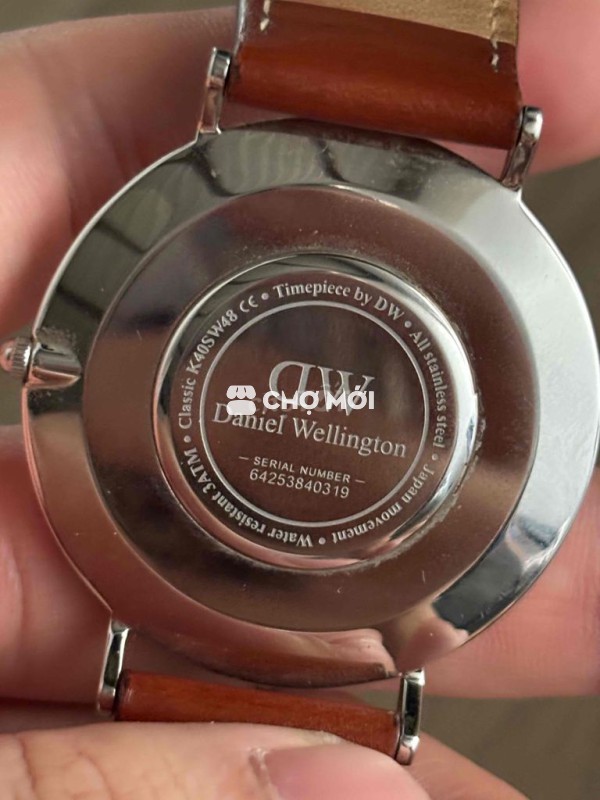 Classic K40SW48 CE • Timepiece by DW • All stainless steel • Japan movement • Water resistant 3ATM •
DW
CHỢ MỚI
Daniel Wellington
– SERIAL NUMBER –
64253840319